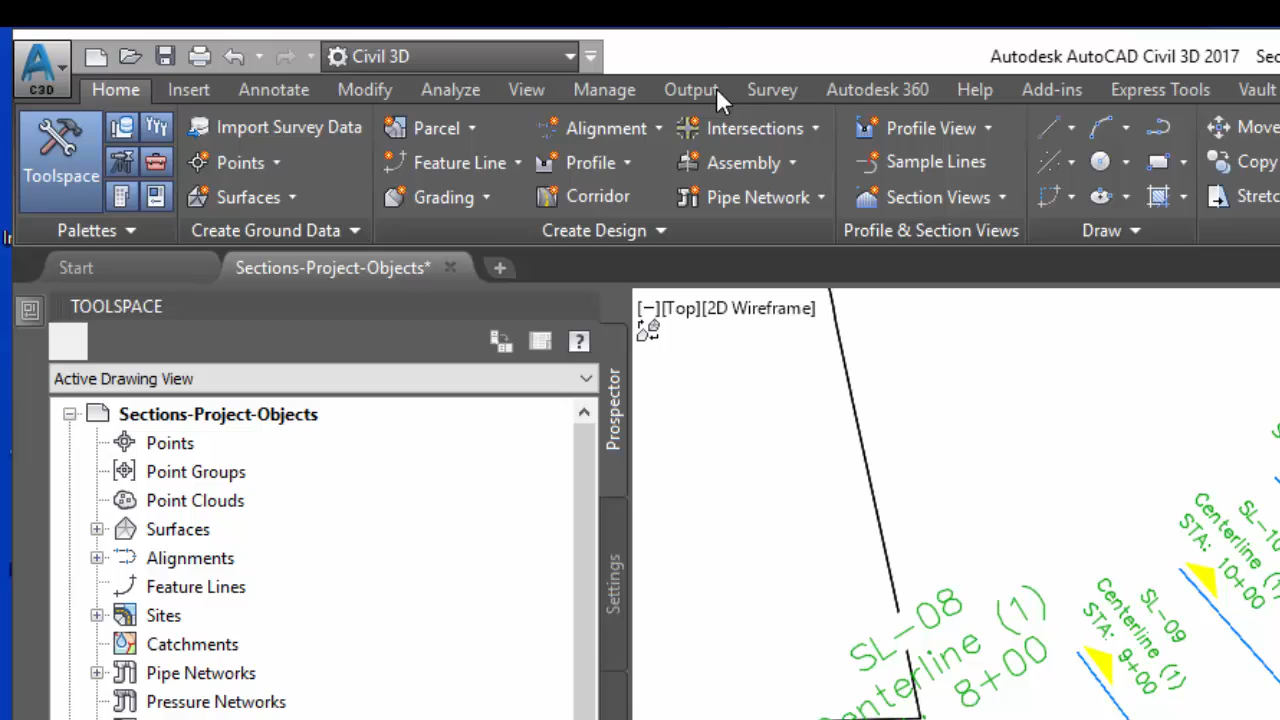 C3D
Civil 3D
Autodesk AutoCAD Civil 3D 2017
Home Insert Annotate Modify Analyze View Manage Output Survey Autodesk 360 Help Add-ins Express Tools Vault
Toolspace
Import Survey Data
Points
Surfaces
Parcel
Feature Line
Grading
Alignment
Profile
Corridor
Intersections
Assembly
Pipe Network
Profile View
Sample Lines
Section Views
Move
Copy
Palettes
Create Ground Data
Create Design
Profile & Section Views
Draw
Start
Sections-Project-Objects*
TOOLSPACE
Active Drawing View
Sections-Project-Objects
Points
Point Groups
Point Clouds
Surfaces
Alignments
Feature Lines
Sites
Catchments
Pipe Networks
Pressure Networks
Prospector
Settings
[−][Top][2D Wireframe]
SL-08
(1)
8+00
SL-09
Centerline (1)
STA: 9+00
Centerline (1)
STA: 10+00